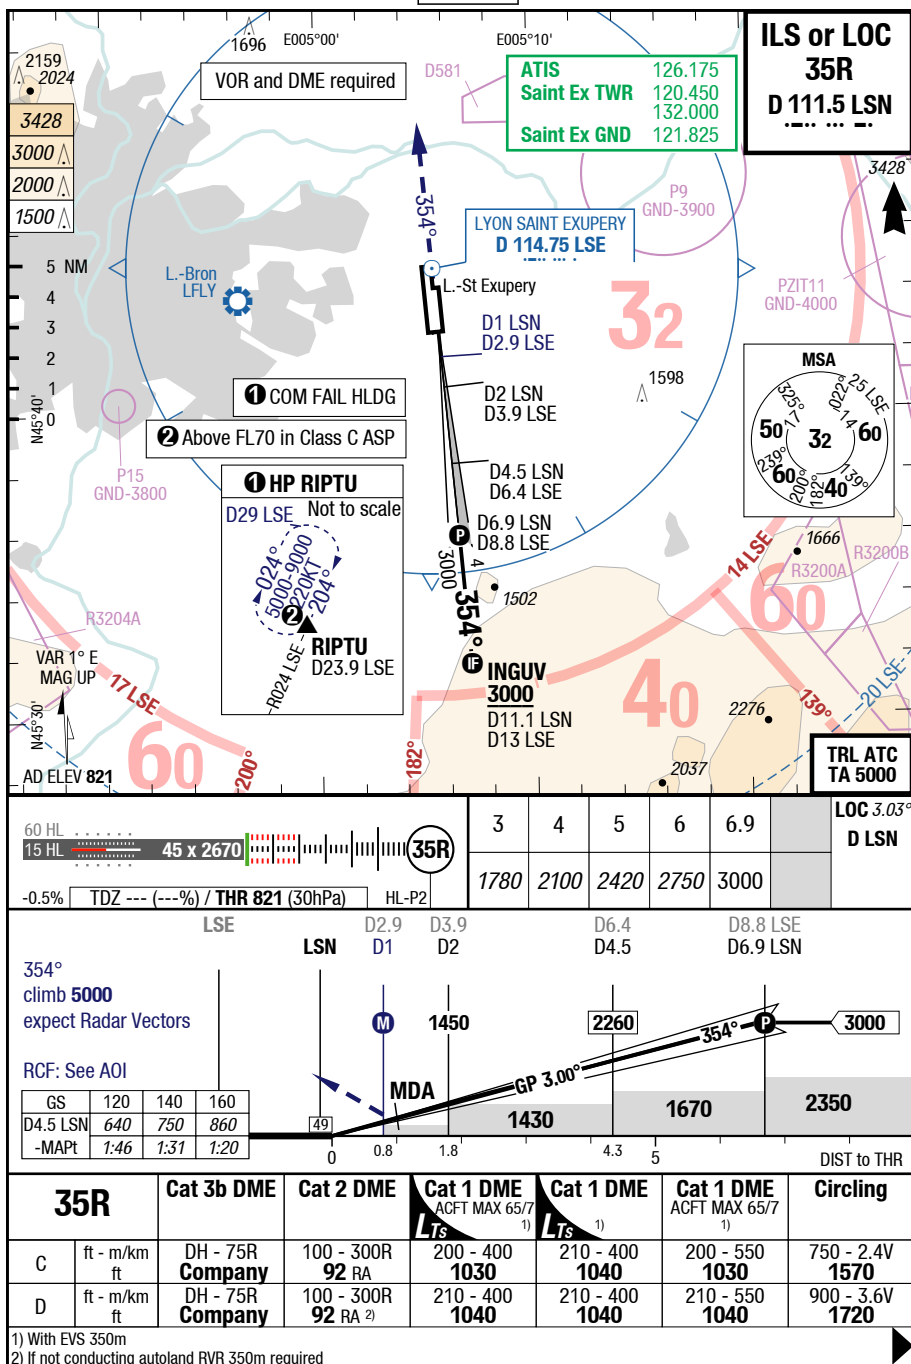 ILS or LOC
35R
D 111.5 LSN
VOR and DME required
ATIS 126.175
Saint Ex TWR 120.450
132.000
Saint Ex GND 121.825
E005°00'
E005°10'
1696
2159
2024
3428
3000
2000
1500
D581
P9
GND-3900
3428
354°
LYON SAINT EXUPERY
D 114.75 LSE
L.-Bron
LFLY
L.-St Exupery
PZIT11
GND-4000
5 NM
4
3
2
1
0
N45°40'
32
D1 LSN
D2.9 LSE
D2 LSN
D3.9 LSE
1598
MSA
25 LSE
325°
022°
17
14
50
32
60
239°
60
200°
182°
40
139°
1 COM FAIL HLDG
2 Above FL70 in Class C ASP
P15
GND-3800
D4.5 LSN
D6.4 LSE
1 HP RIPTU
Not to scale
D29 LSE
024°
5000-9000
220KT
204°
2
RIPTU
D23.9 LSE
R024 LSE
D6.9 LSN
D8.8 LSE
P
4
3000
354°
1502
1666
14 LSE
R3200A
R3200B
60
R3204A
VAR 1° E
MAG UP
17 LSE
IF
INGUV
3000
D11.1 LSN
D13 LSE
40
2276
139°
20 LSE
N45°30'
60
200°
182°
2037
AD ELEV 821
TRL ATC
TA 5000
60 HL
15 HL
45 x 2670
35R
-0.5%
TDZ --- (---%) / THR 821 (30hPa)
HL-P2
3 4 5 6 6.9 LOC 3.03°
D LSN
1780 2100 2420 2750 3000
LSE D2.9 D3.9 D6.4 D8.8 LSE
LSN D1 D2 D4.5 D6.9 LSN
354°
climb 5000
expect Radar Vectors
M
1450
2260
354°
P
3000
RCF: See AOI
GP 3.00°
MDA
GS 120 140 160
D4.5 LSN 640 750 860
-MAPt 1:46 1:31 1:20
49
1430
1670
2350
0 0.8 1.8 4.3 5 DIST to THR
35R Cat 3b DME Cat 2 DME Cat 1 DME Cat 1 DME Cat 1 DME Circling
ACFT MAX 65/7 ACFT MAX 65/7
LTS 1) LTS 1) 1)
C ft - m/km DH - 75R 100 - 300R 200 - 400 210 - 400 200 - 550 750 - 2.4V
ft Company 92 RA 1030 1040 1030 1570
D ft - m/km DH - 75R 100 - 300R 210 - 400 210 - 400 210 - 550 900 - 3.6V
ft Company 92 RA 2) 1040 1040 1040 1720
1) With EVS 350m
2) If not conducting autoland RVR 350m required